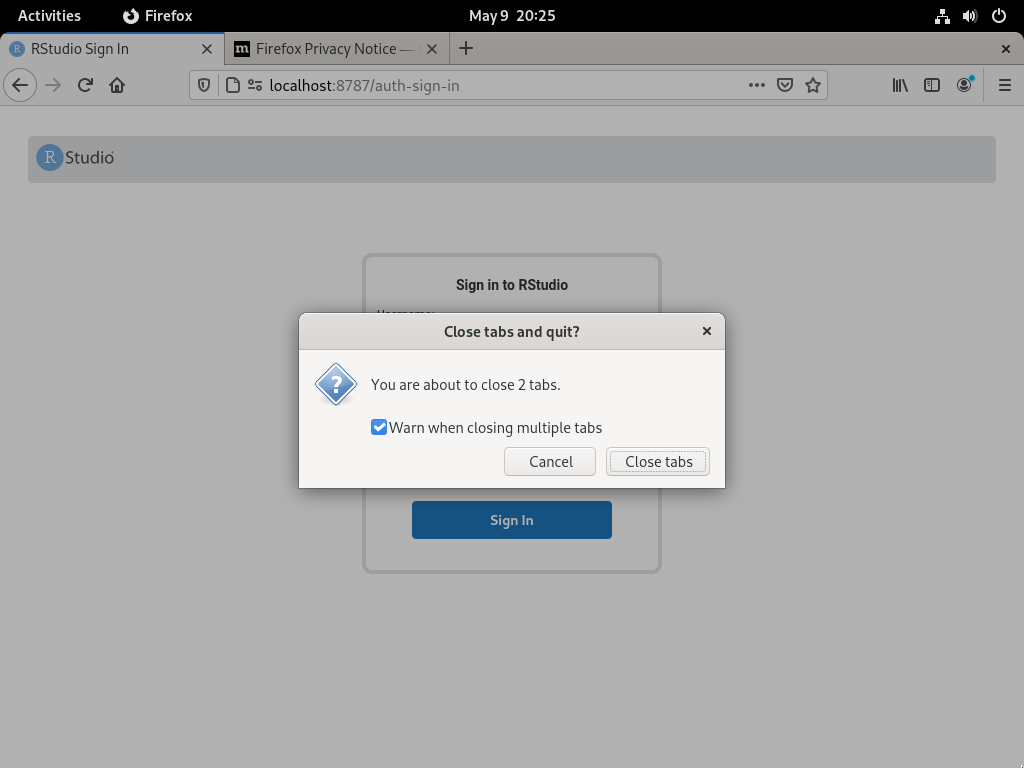 Activities
Firefox
May 9 20:25
RStudio Sign In
Firefox Privacy Notice —
localhost:8787/auth-sign-in
R Studio
Sign in to RStudio
Username:
Close tabs and quit?
You are about to close 2 tabs.
Warn when closing multiple tabs
Cancel
Close tabs
Sign In